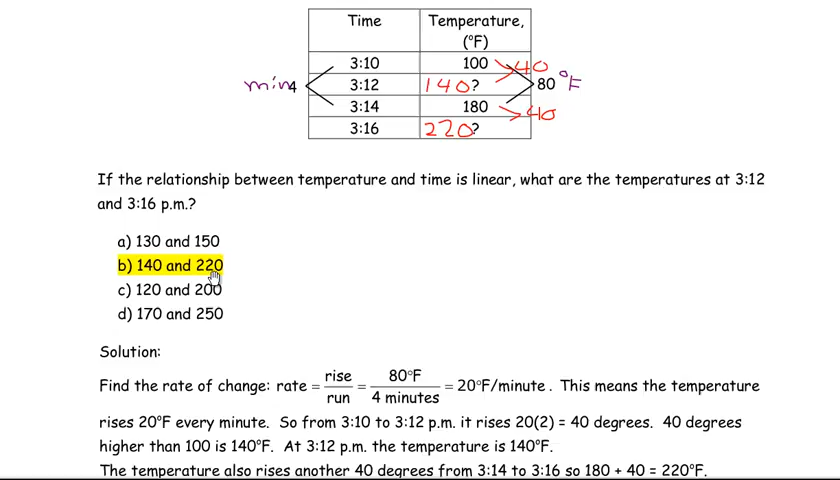 Time Temperature,
(°F)
3:10 100 40
min 4 3:12 140? 80 °F
3:14 180 40
3:16 220?
If the relationship between temperature and time is linear, what are the temperatures at 3:12
and 3:16 p.m.?
a) 130 and 150
b) 140 and 220
c) 120 and 200
d) 170 and 250
Solution:
Find the rate of change: rate = rise/run = 80°F/4 minutes = 20°F/minute. This means the temperature
rises 20°F every minute. So from 3:10 to 3:12 p.m. it rises 20(2) = 40 degrees. 40 degrees
higher than 100 is 140°F. At 3:12 p.m. the temperature is 140°F.
The temperature also rises another 40 degrees from 3:14 to 3:16 so 180 + 40 = 220°F.